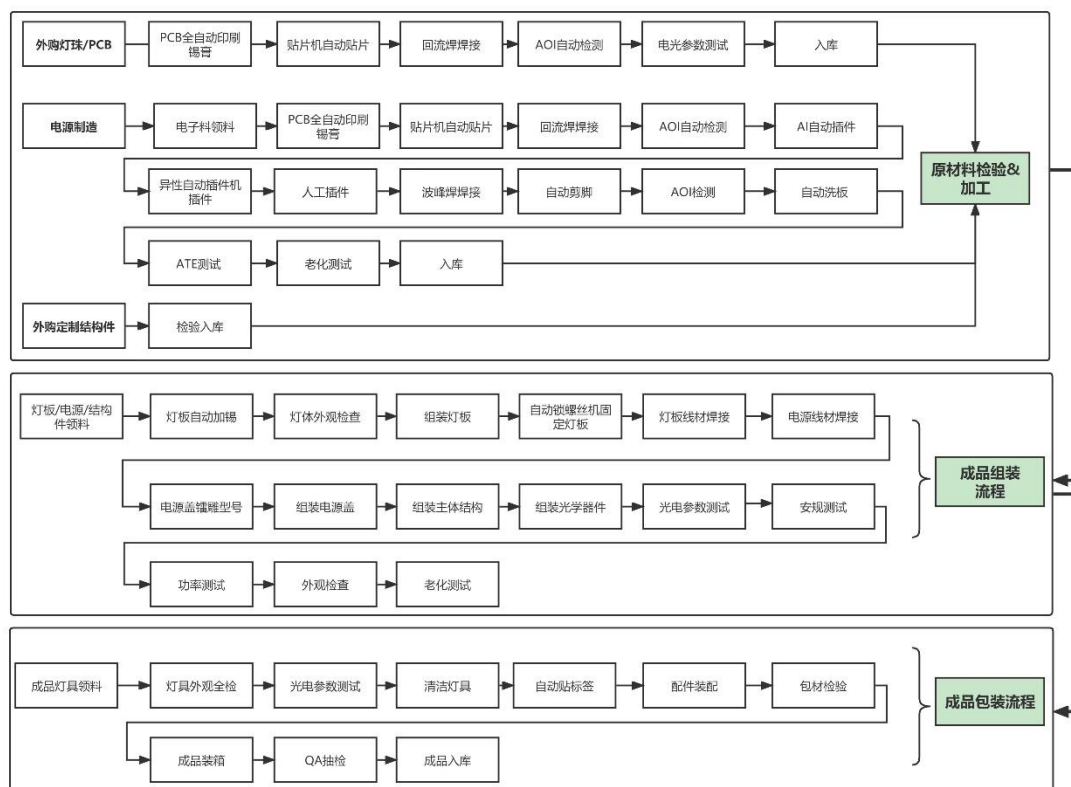 外购灯珠/PCB
PCB全自动印刷
锡膏
贴片机自动贴片
回流焊焊接
AOI自动检测
电光参数测试
入库
电源制造
电子料领料
PCB全自动印刷
锡膏
贴片机自动贴片
回流焊焊接
AOI自动检测
AI自动插件
异性自动插件机
插件
人工插件
波峰焊焊接
自动剪脚
AOI检测
自动洗板
ATE测试
老化测试
入库
外购定制结构件
检验入库
原材料检验&
加工
灯板/电源/结构
件领料
灯板自动加锡
灯体外观检查
组装灯板
自动锁螺丝机固
定灯板
灯板线材焊接
电源线材焊接
电源盖镭雕型号
组装电源盖
组装主体结构
组装光学器件
光电参数测试
安规测试
功率测试
外观检查
老化测试
成品组装
流程
成品灯具领料
灯具外观全检
光电参数测试
清洁灯具
自动贴标签
配件装配
包材检验
成品装箱
QA抽检
成品入库
成品包装流程